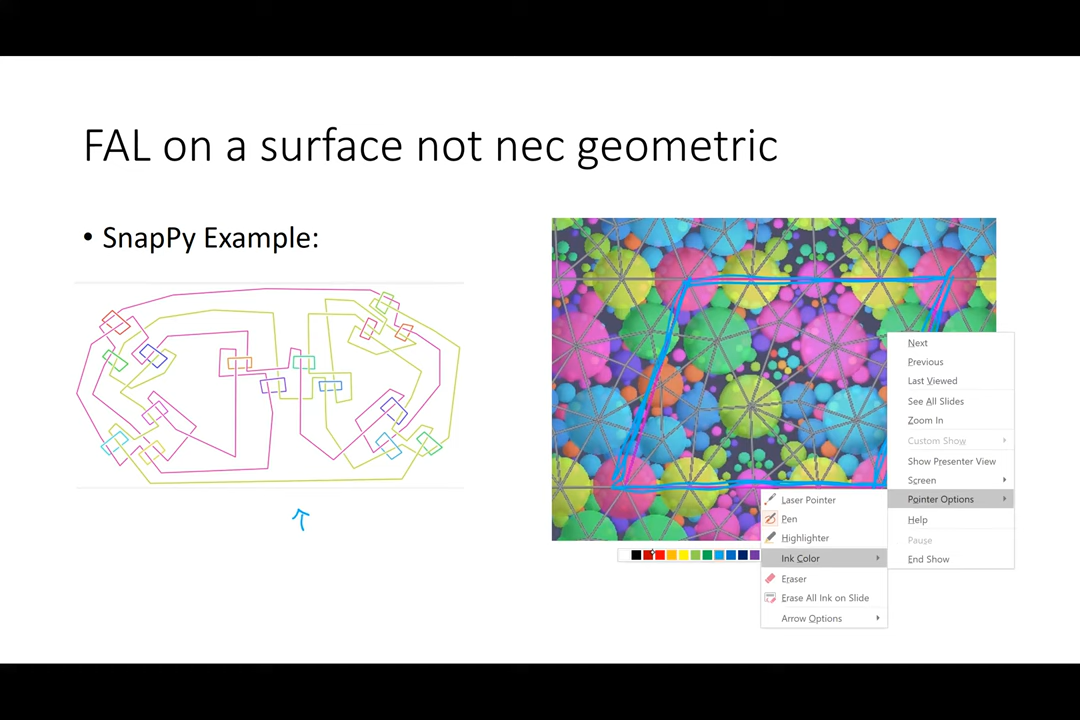 FAL on a surface not nec geometric
• SnapPy Example:
Next
Previous
Last Viewed
See All Slides
Zoom In
Custom Show
Show Presenter View
Screen
Pointer Options
Help
Pause
End Show
Laser Pointer
Pen
Highlighter
Ink Color
Eraser
Erase All Ink on Slide
Arrow Options